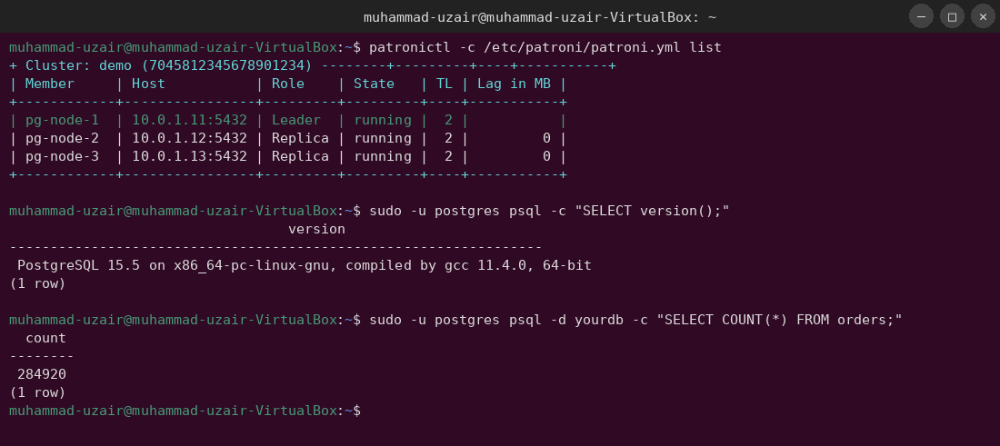 muhammad-uzair@muhammad-uzair-VirtualBox: ~
muhammad-uzair@muhammad-uzair-VirtualBox:~$ patronictl -c /etc/patroni/patroni.yml list
+ Cluster: demo (7045812345678901234) --------+---------+----+-----------+
| Member     | Host           | Role    | State   | TL | Lag in MB |
+------------+----------------+---------+---------+----+-----------+
| pg-node-1  | 10.0.1.11:5432 | Leader  | running |  2 |           |
| pg-node-2  | 10.0.1.12:5432 | Replica | running |  2 |         0 |
| pg-node-3  | 10.0.1.13:5432 | Replica | running |  2 |         0 |
+------------+----------------+---------+---------+----+-----------+
muhammad-uzair@muhammad-uzair-VirtualBox:~$ sudo -u postgres psql -c "SELECT version();"
                                  version
-----------------------------------------------------------------
 PostgreSQL 15.5 on x86_64-pc-linux-gnu, compiled by gcc 11.4.0, 64-bit
(1 row)
muhammad-uzair@muhammad-uzair-VirtualBox:~$ sudo -u postgres psql -d yourdb -c "SELECT COUNT(*) FROM orders;"
  count
--------
 284920
(1 row)
muhammad-uzair@muhammad-uzair-VirtualBox:~$